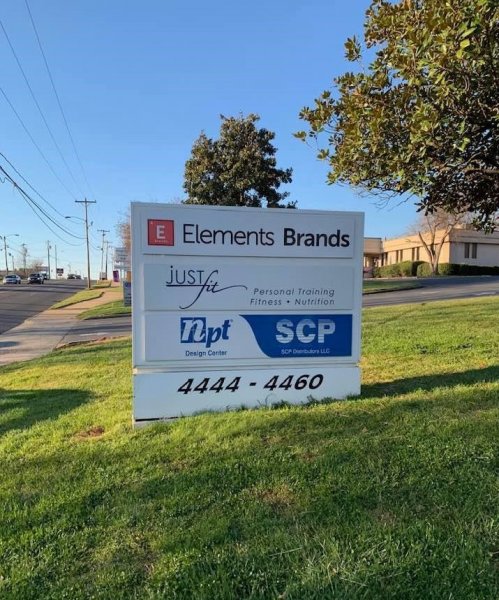 E
Elements Brands
just fit
Personal Training
Fitness • Nutrition
npt
Design Center
SCP
SCP Distributors LLC
4444 - 4460